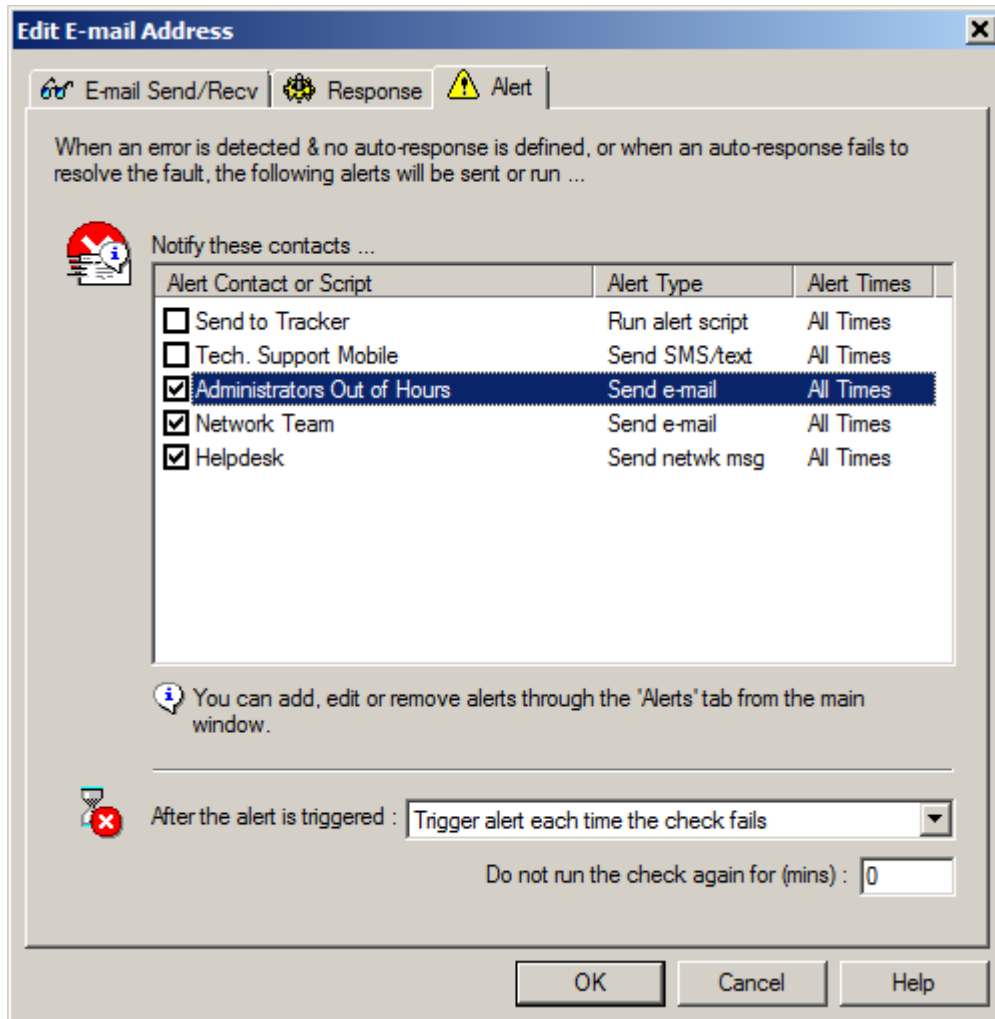 Edit E-mail Address
E-mail Send/Recv Response Alert
When an error is detected & no auto-response is defined, or when an auto-response fails to
resolve the fault, the following alerts will be sent or run ...
Notify these contacts ...
Alert Contact or Script Alert Type Alert Times
Send to Tracker Run alert script All Times
Tech. Support Mobile Send SMS/text All Times
Administrators Out of Hours Send e-mail All Times
Network Team Send e-mail All Times
Helpdesk Send netwk msg All Times
You can add, edit or remove alerts through the 'Alerts' tab from the main
window.
After the alert is triggered : Trigger alert each time the check fails
Do not run the check again for (mins) : 0
OK Cancel Help